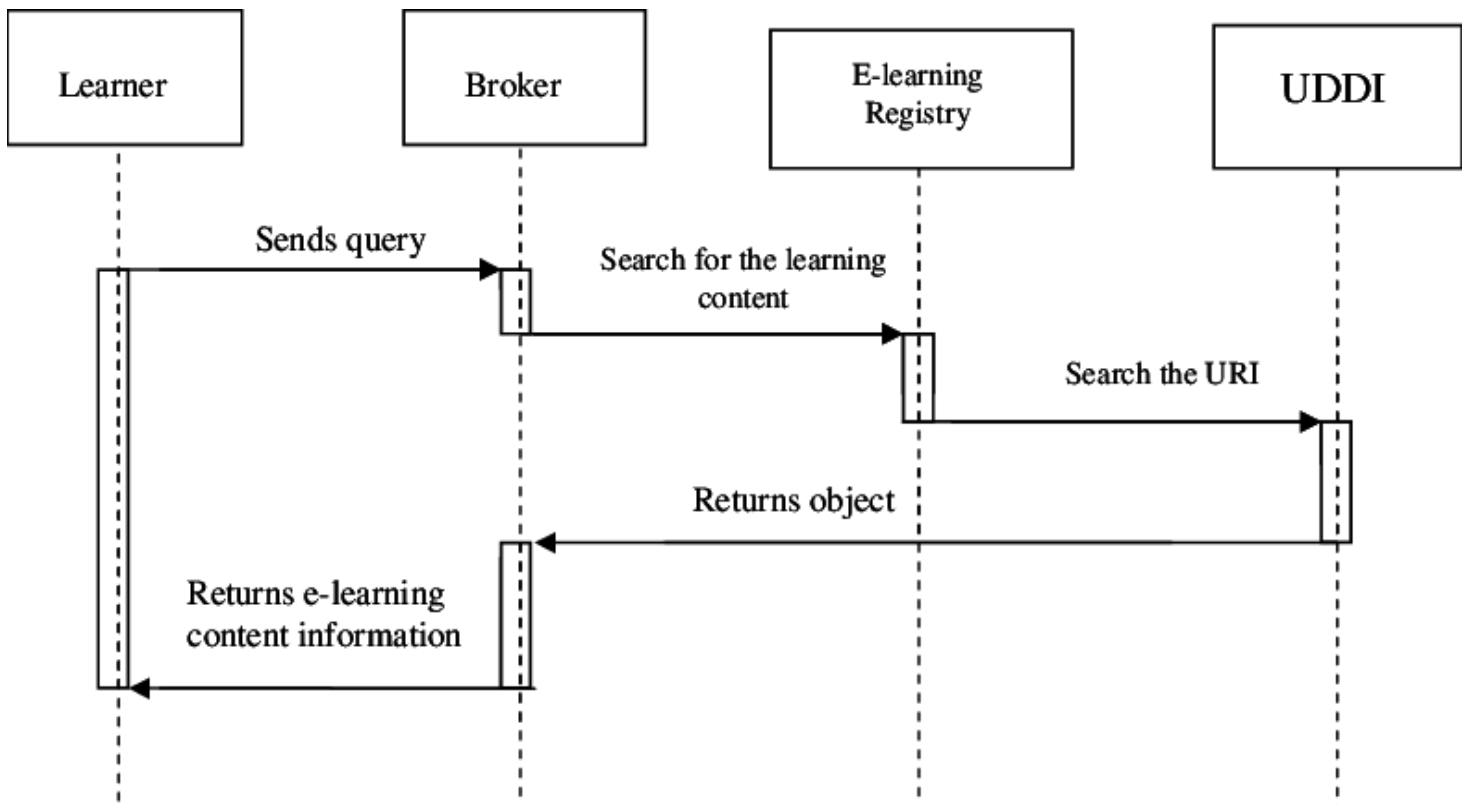 Learner
Broker
E-learning
Registry
UDDI
Sends query
Search for the learning
content
Search the URI
Returns object
Returns e-learning
content information